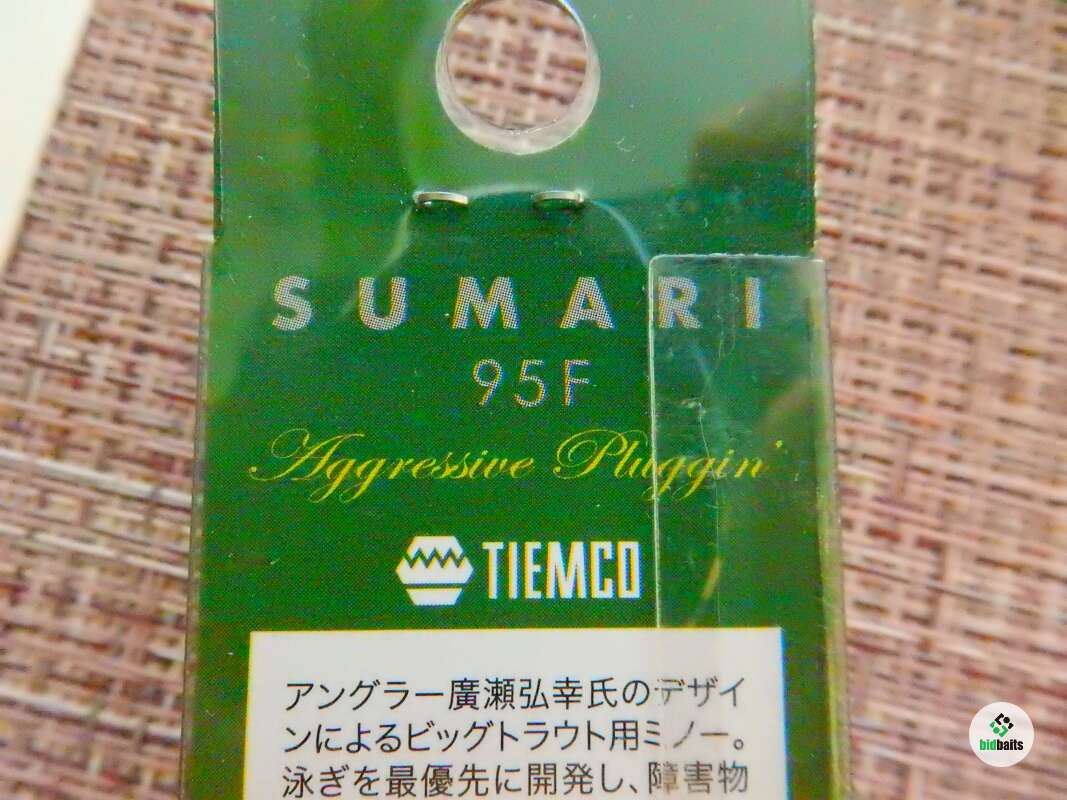 SUMARI
95F
Aggressive Pluggin'
TIEMCO
アングラー廣瀬弘幸氏のデザイ
ンによるビッグトラウト用ミノー。
泳ぎを最優先に開発し、障害物
bidbaits